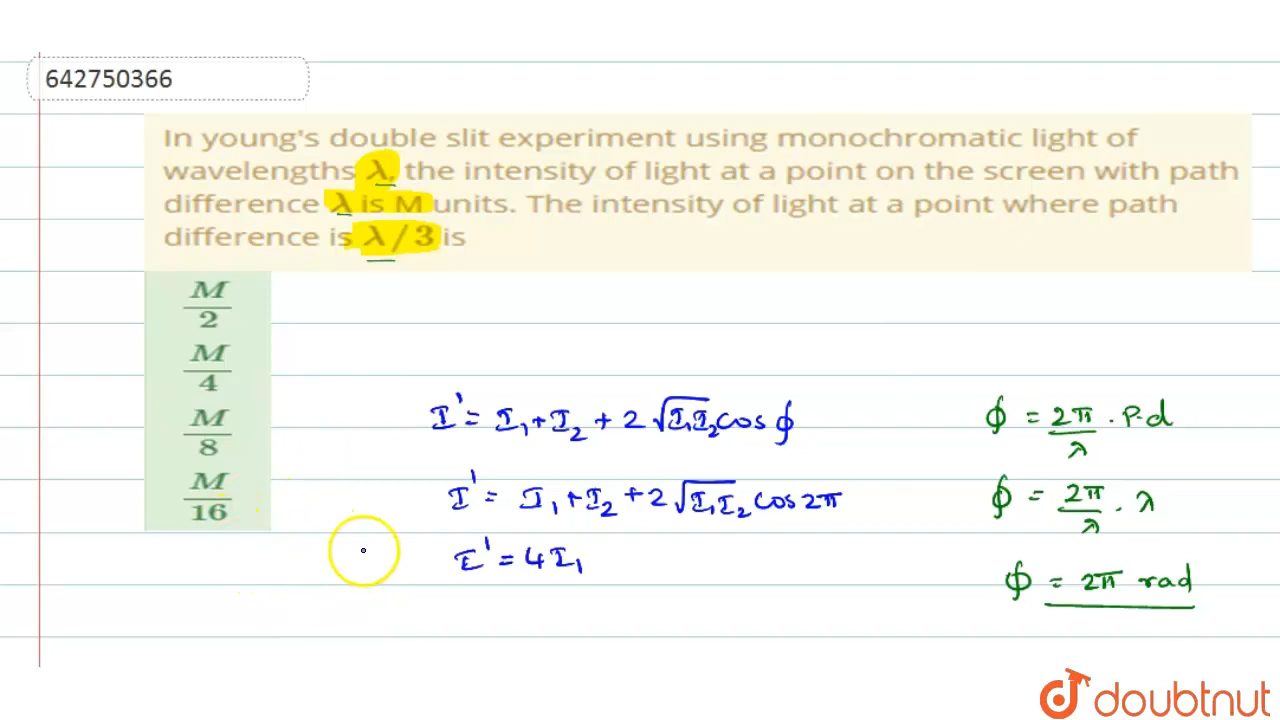 642750366
In young's double slit experiment using monochromatic light of
wavelengths λ, the intensity of light at a point on the screen with path
difference λ is M units. The intensity of light at a point where path
difference is λ/3 is
M/2
M/4
M/8
M/16
I' = I₁ + I₂ + 2 √I₁I₂ cos ϕ
I' = I₁ + I₂ + 2 √I₁I₂ cos 2π
I' = 4I₁
ϕ = 2π/λ . P.d
ϕ = 2π/λ . λ
ϕ = 2π rad
doubtnut